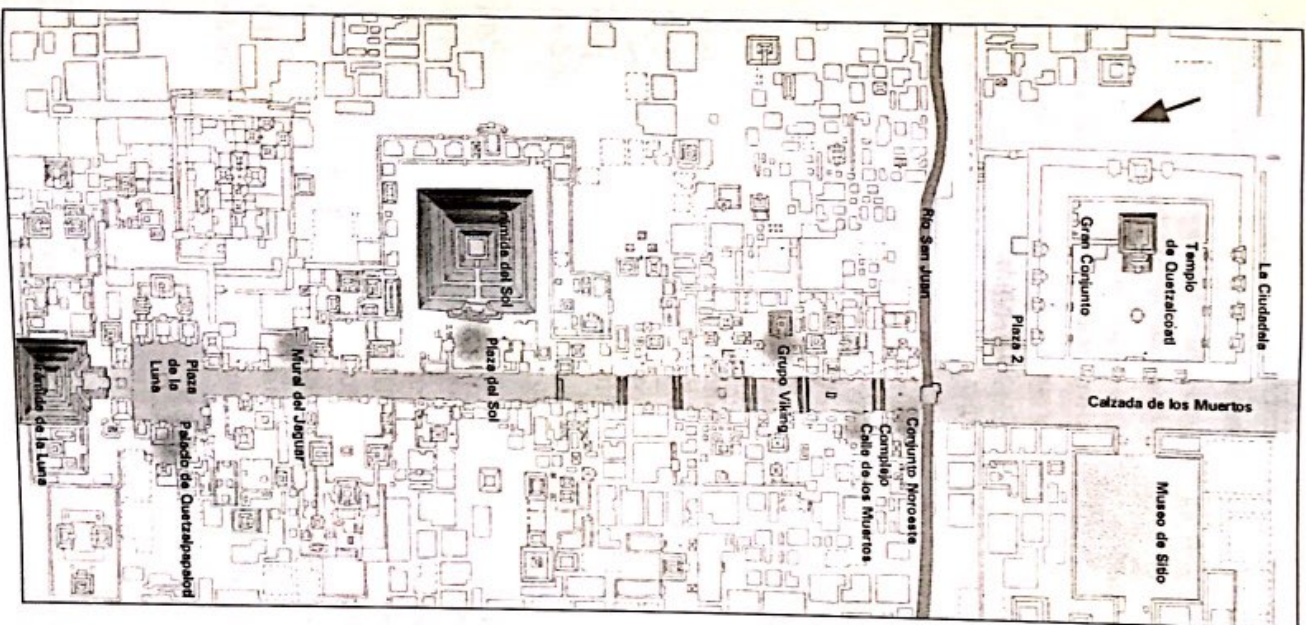 La Ciudadela
Templo
de Quetzalcoatl
Gran Conjunto
Plaza 2
Calzada de los Muertos
Museo de Sitio
Río San Juan
Conjunto Noroeste
Complejo
Calle de los Muertos
Grupo Viking
del Sol
Plaza del Sol
Mural del Jaguar
Plaza
de la
Luna
Palacio de Quetzalpapalotl
de la Luna